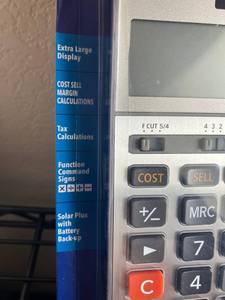 Extra Large
Display
COST SELL
MARGIN
CALCULATIONS
Tax
Calculations
Function
Command
Signs
× + + −
Solar Plus
with
Battery
Back-up
F CUT 5/4
4 3 2
COST
SELL
+/−
MRC
►
7
C
4